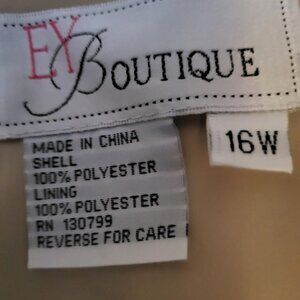 EY BOUTIQUE
16W
MADE IN CHINA
SHELL
100% POLYESTER
LINING
100% POLYESTER
RN 130799
REVERSE FOR CARE